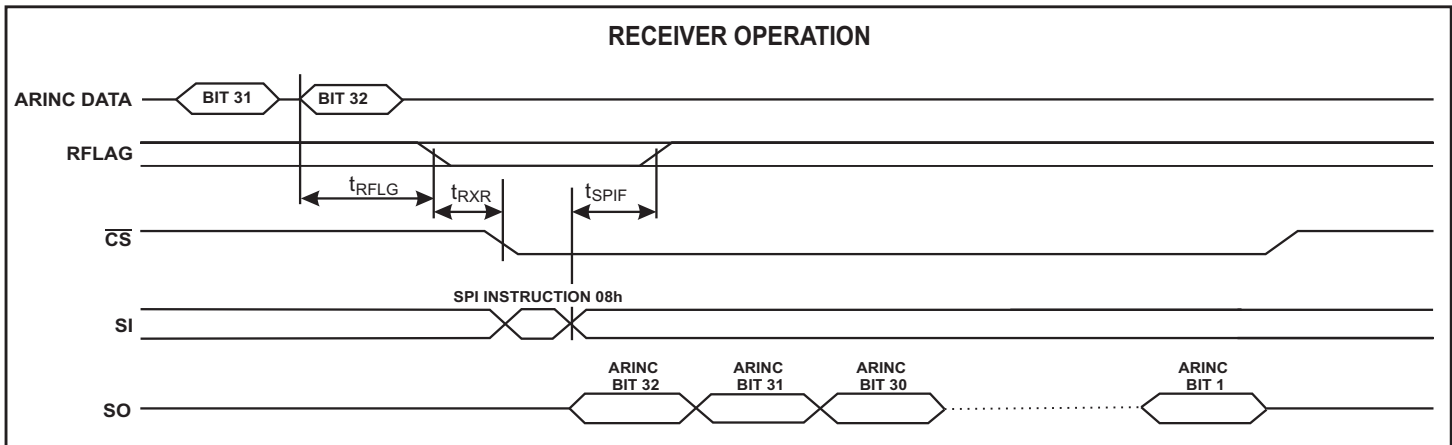 RECEIVER OPERATION
ARINC DATA
BIT 31
BIT 32
RFLAG
tRFLG
tRXR
tSPIF
CS
SPI INSTRUCTION 08h
SI
ARINC
BIT 32
ARINC
BIT 31
ARINC
BIT 30
ARINC
BIT 1
SO